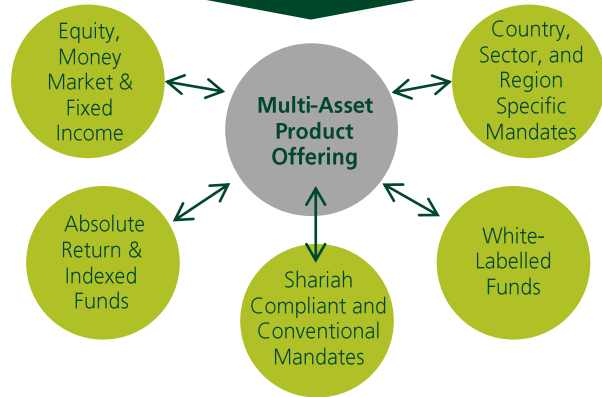 Equity,
Money
Market &
Fixed
Income
Multi-Asset
Product
Offering
Country,
Sector, and
Region
Specific
Mandates
Absolute
Return &
Indexed
Funds
Shariah
Compliant and
Conventional
Mandates
White-
Labelled
Funds